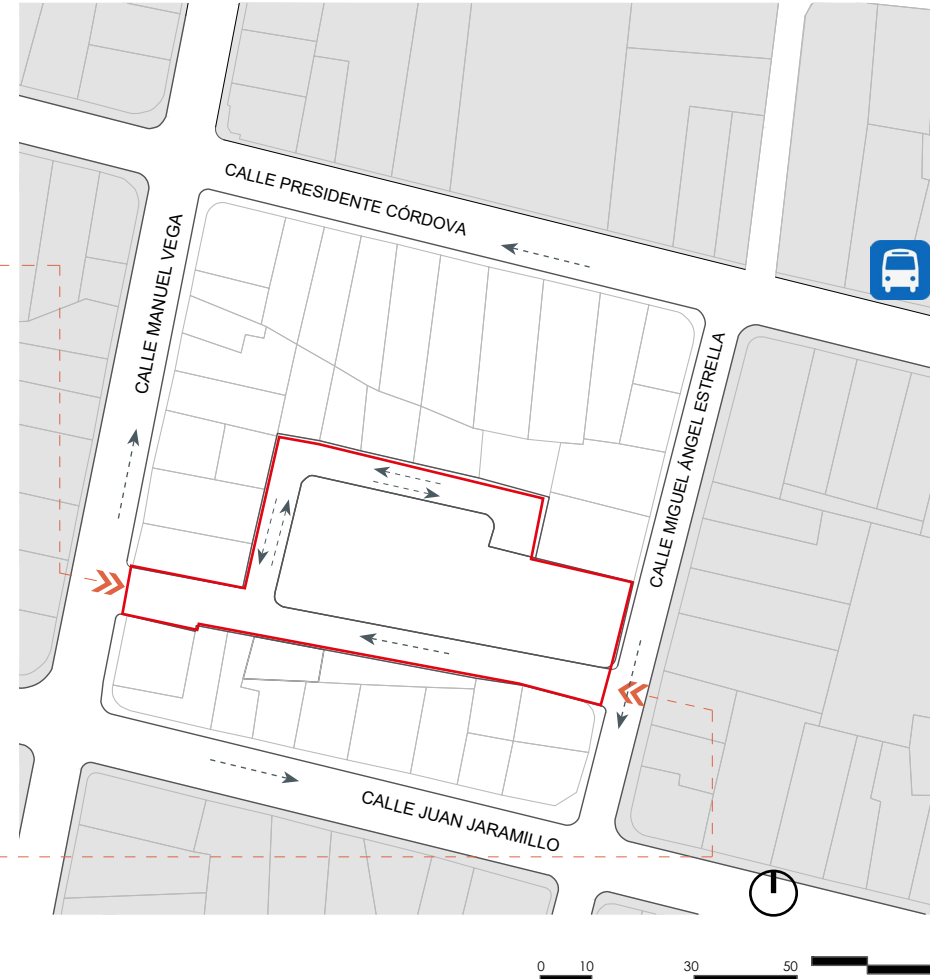 CALLE PRESIDENTE CÓRDOVA
CALLE MANUEL VEGA
CALLE MIGUEL ÁNGEL ESTRELLA
CALLE JUAN JARAMILLO
0 10 30 50